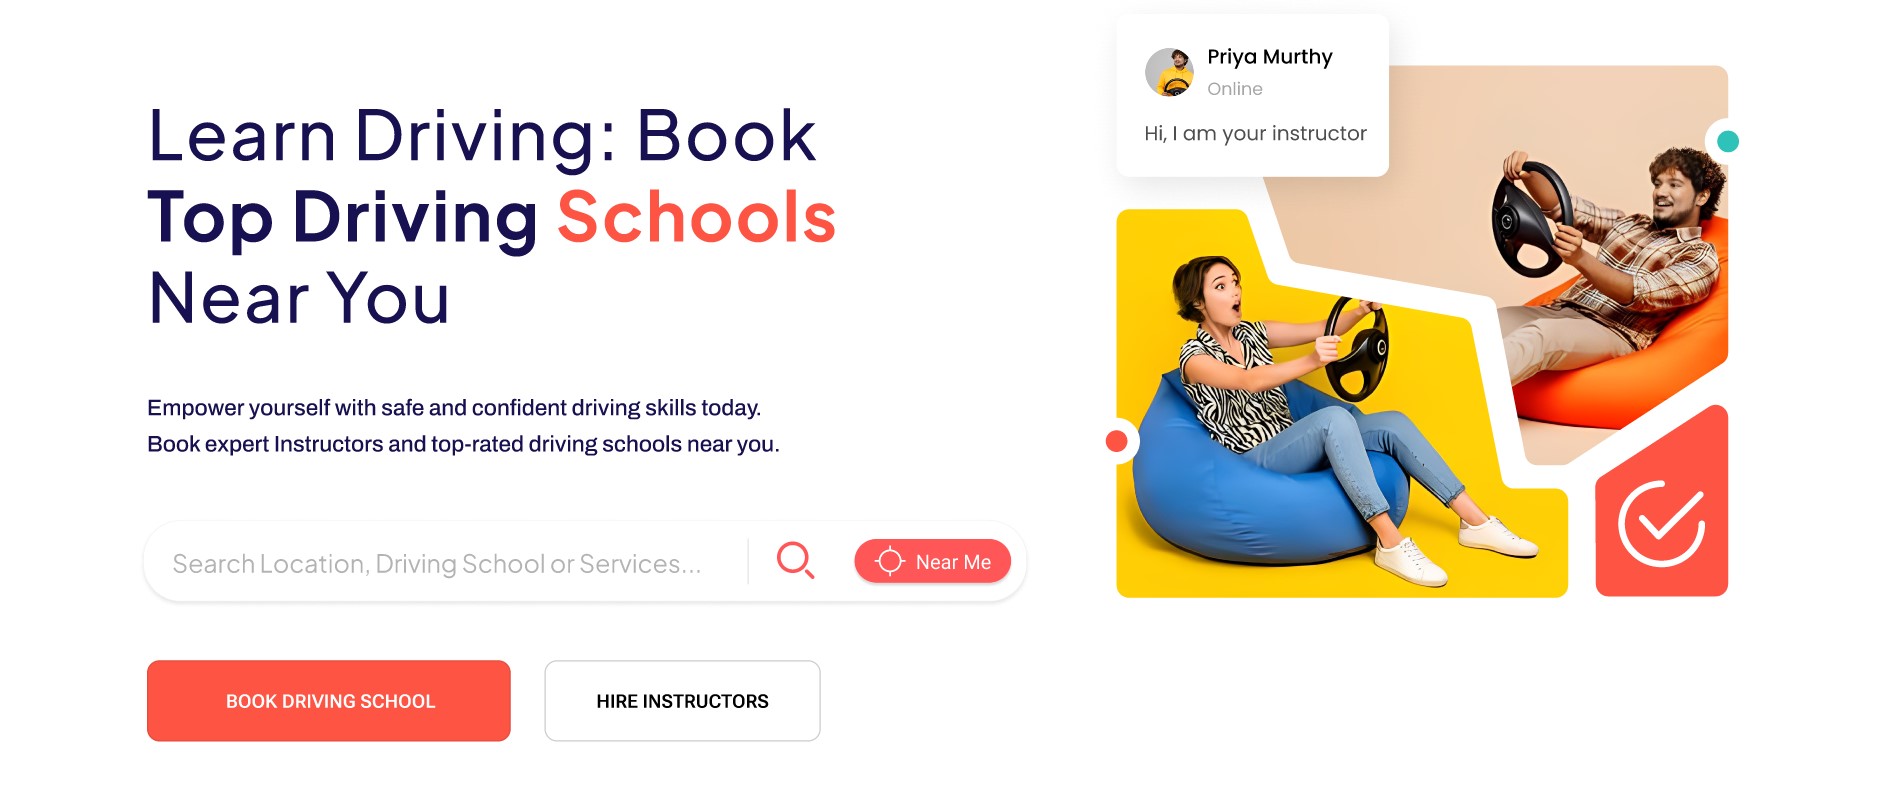 Learn Driving: Book
Top Driving Schools
Near You
Empower yourself with safe and confident driving skills today.
Book expert Instructors and top-rated driving schools near you.
Search Location, Driving School or Services...
Near Me
BOOK DRIVING SCHOOL
HIRE INSTRUCTORS
Priya Murthy
Online
Hi, I am your instructor